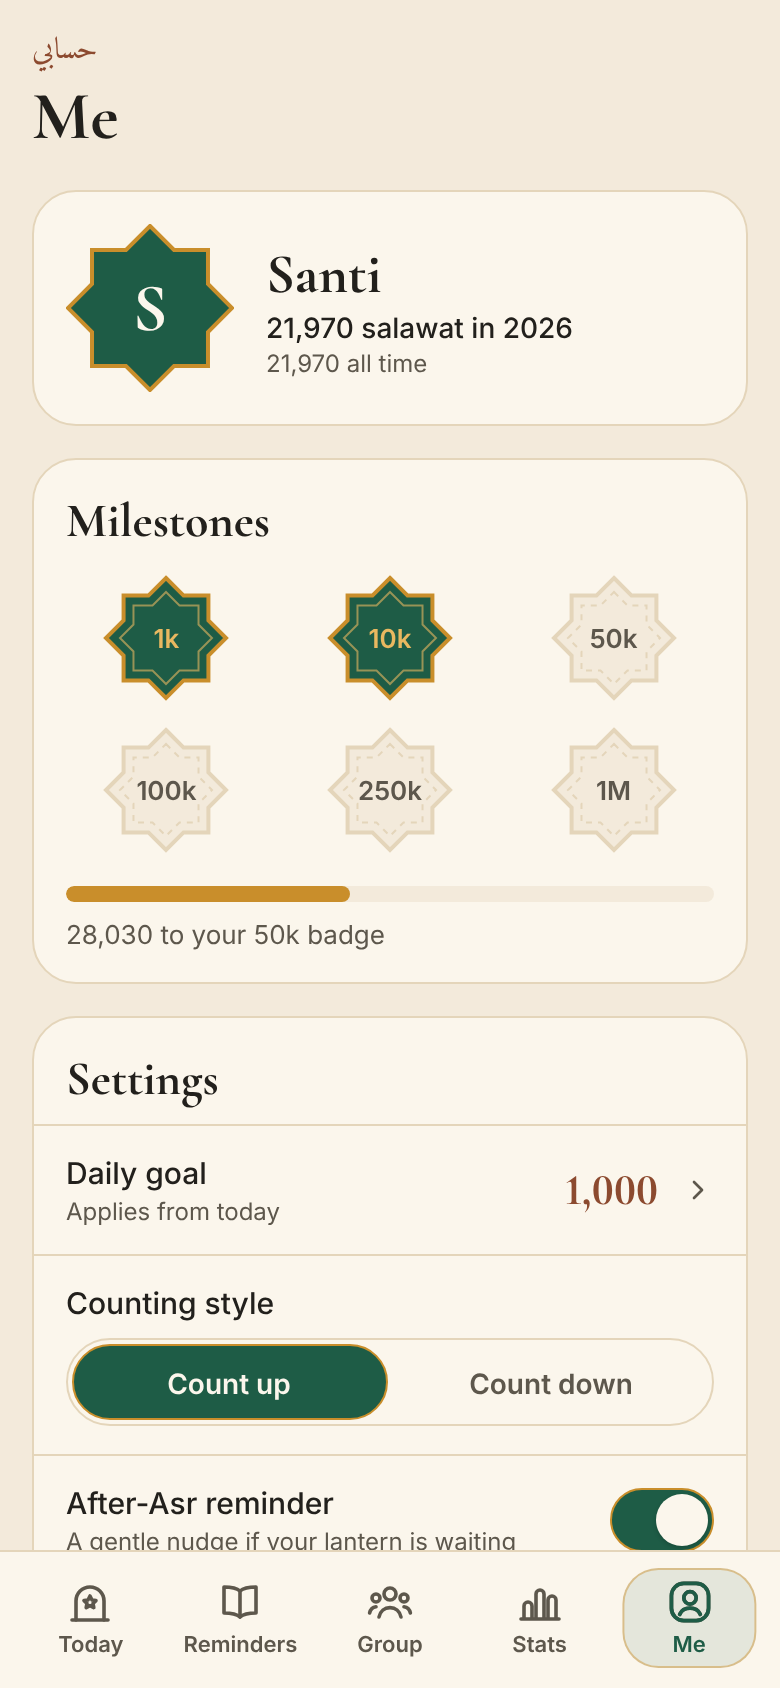 حسابي
Me
S
Santi
21,970 salawat in 2026
21,970 all time
Milestones
1k
10k
50k
100k
250k
1M
28,030 to your 50k badge
Settings
Daily goal
Applies from today
1,000
Counting style
Count up
Count down
After-Asr reminder
A gentle nudge if your lantern is waiting
Today
Reminders
Group
Stats
Me